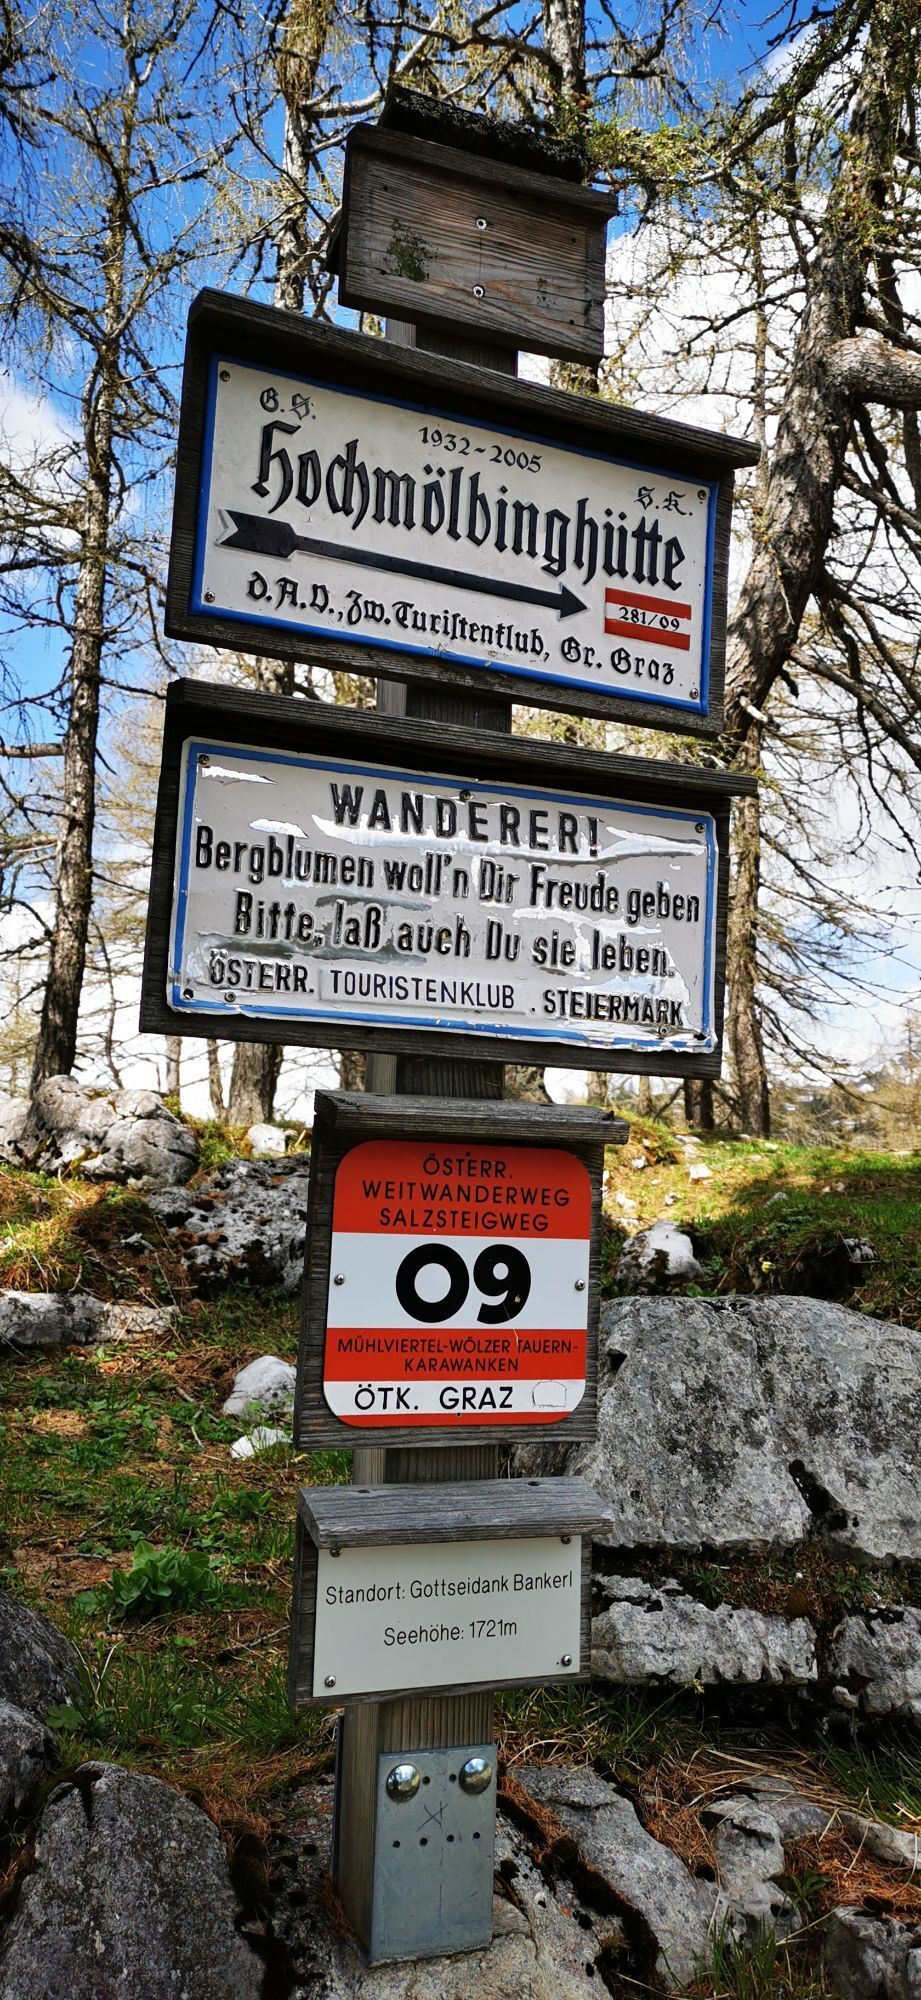 G. S.
1932-2005
Hochmölbinghütte
S. K.
281/09
d. A. V., Zw. Turistenklub, Gr. Graz
WANDERER!
Bergblumen woll'n Dir Freude geben
Bitte, laß auch Du sie leben.
ÖSTERR. TOURISTENKLUB . STEIERMARK
ÖSTERR.
WEITWANDERWEG
SALZSTEIGWEG
09
MÜHLVIERTEL-WÖLZER TAUERN-
KARAWANKEN
ÖTK. GRAZ
Standort: Gottseidank Bankerl
Seehöhe: 1721m